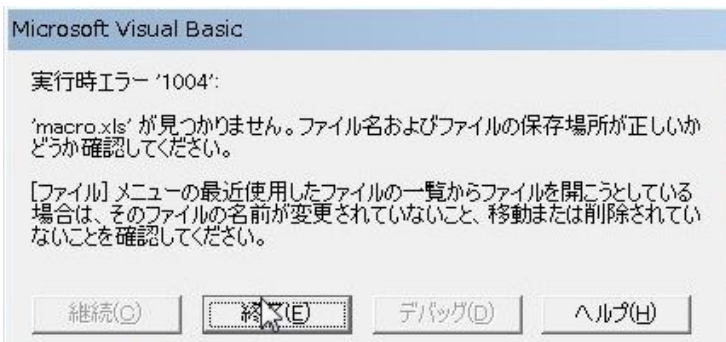 Microsoft Visual Basic
実行時エラー '1004':
'macro.xls' が見つかりません。ファイル名およびファイルの保存場所が正しいか
どうか確認してください。
[ファイル] メニューの最近使用したファイルの一覧からファイルを開こうとしている
場合は、そのファイルの名前が変更されていないこと、移動または削除されてい
ないことを確認してください。
継続(C) 終了(E) デバッグ(D) ヘルプ(H)